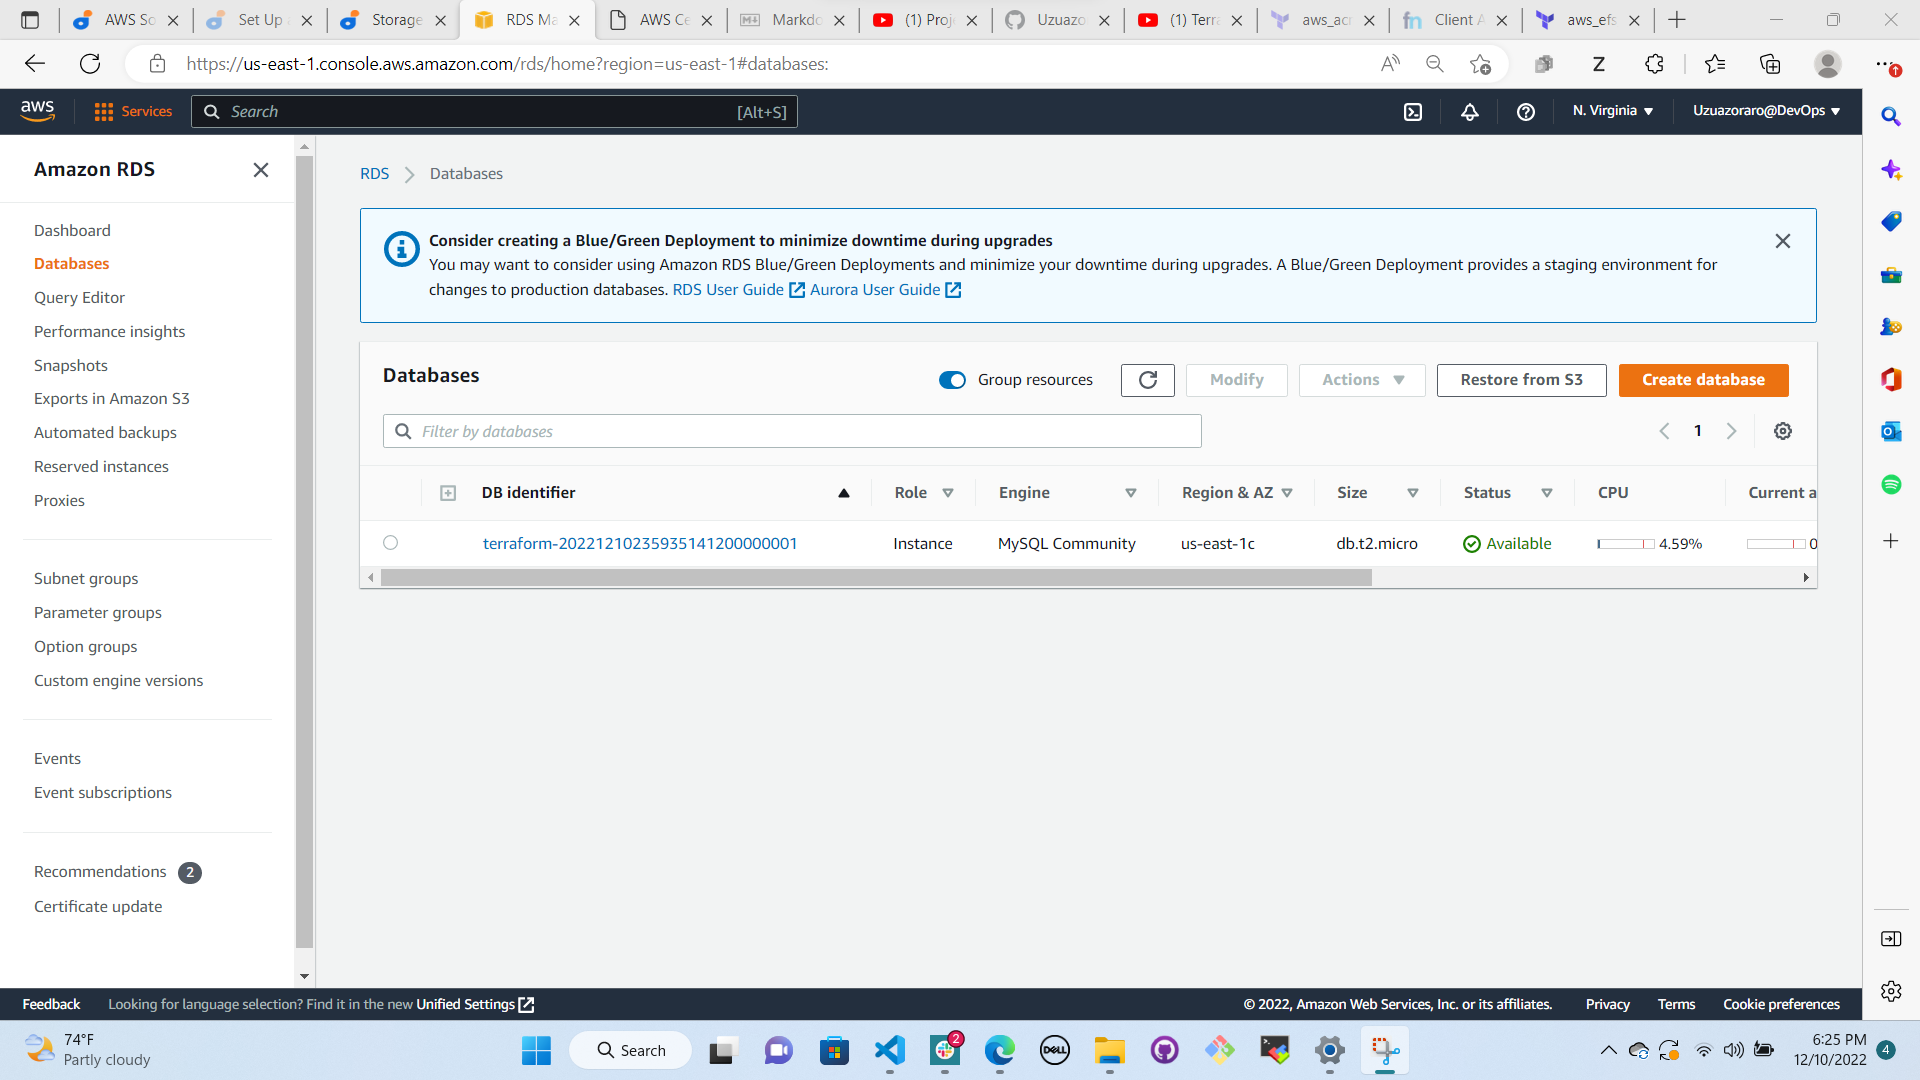 AWS So
Set Up
Storage
RDS Ma
AWS Ce
Markdo
(1) Proj
Uzuazo
(1) Terra
aws_acr
Client A
aws_efs
https://us-east-1.console.aws.amazon.com/rds/home?region=us-east-1#databases:
aws
Services
Search
[Alt+S]
N. Virginia
Uzuazoraro@DevOps
Amazon RDS
Dashboard
Databases
Query Editor
Performance insights
Snapshots
Exports in Amazon S3
Automated backups
Reserved instances
Proxies
Subnet groups
Parameter groups
Option groups
Custom engine versions
Events
Event subscriptions
Recommendations 2
Certificate update
RDS > Databases
Consider creating a Blue/Green Deployment to minimize downtime during upgrades
You may want to consider using Amazon RDS Blue/Green Deployments and minimize your downtime during upgrades. A Blue/Green Deployment provides a staging environment for
changes to production databases. RDS User Guide Aurora User Guide
Databases
Group resources
Modify
Actions
Restore from S3
Create database
Filter by databases
1
DB identifier Role Engine Region & AZ Size Status CPU Current a
terraform-20221210235935141200000001 Instance MySQL Community us-east-1c db.t2.micro Available 4.59% 0
Feedback
Looking for language selection? Find it in the new Unified Settings
© 2022, Amazon Web Services, Inc. or its affiliates.
Privacy
Terms
Cookie preferences
74°F
Partly cloudy
Search
2
DELL
6:25 PM
12/10/2022
4